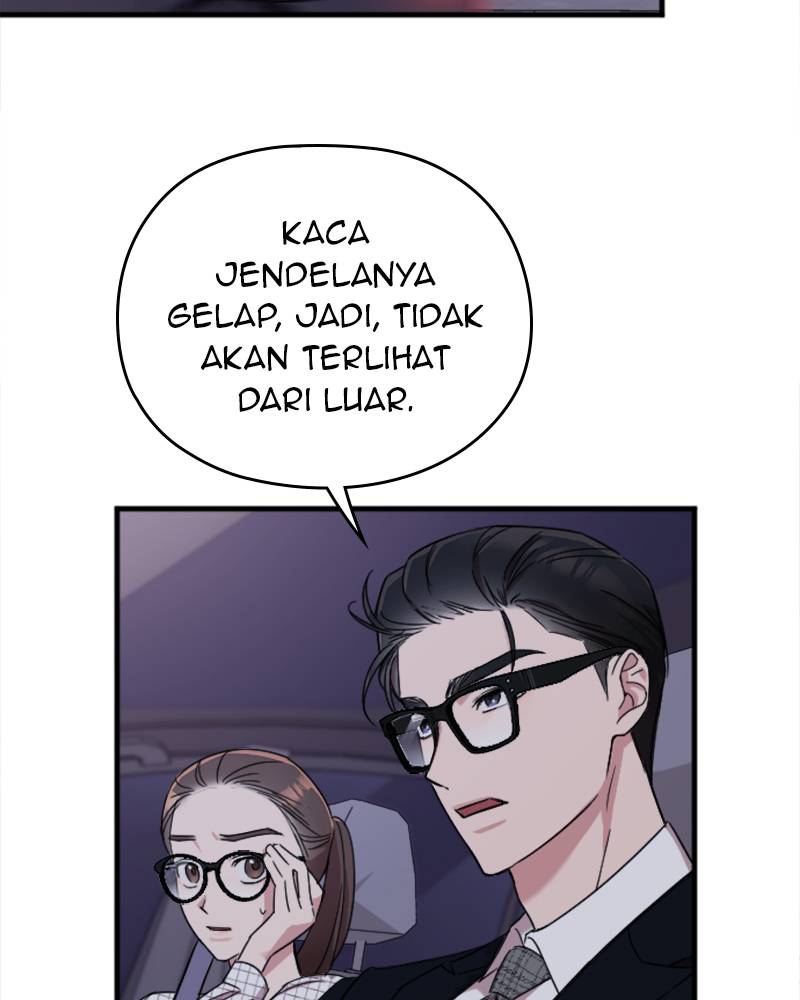 KACA
JENDELANYA
GELAP, JADI, TIDAK
AKAN TERLIHAT
DARI LUAR.